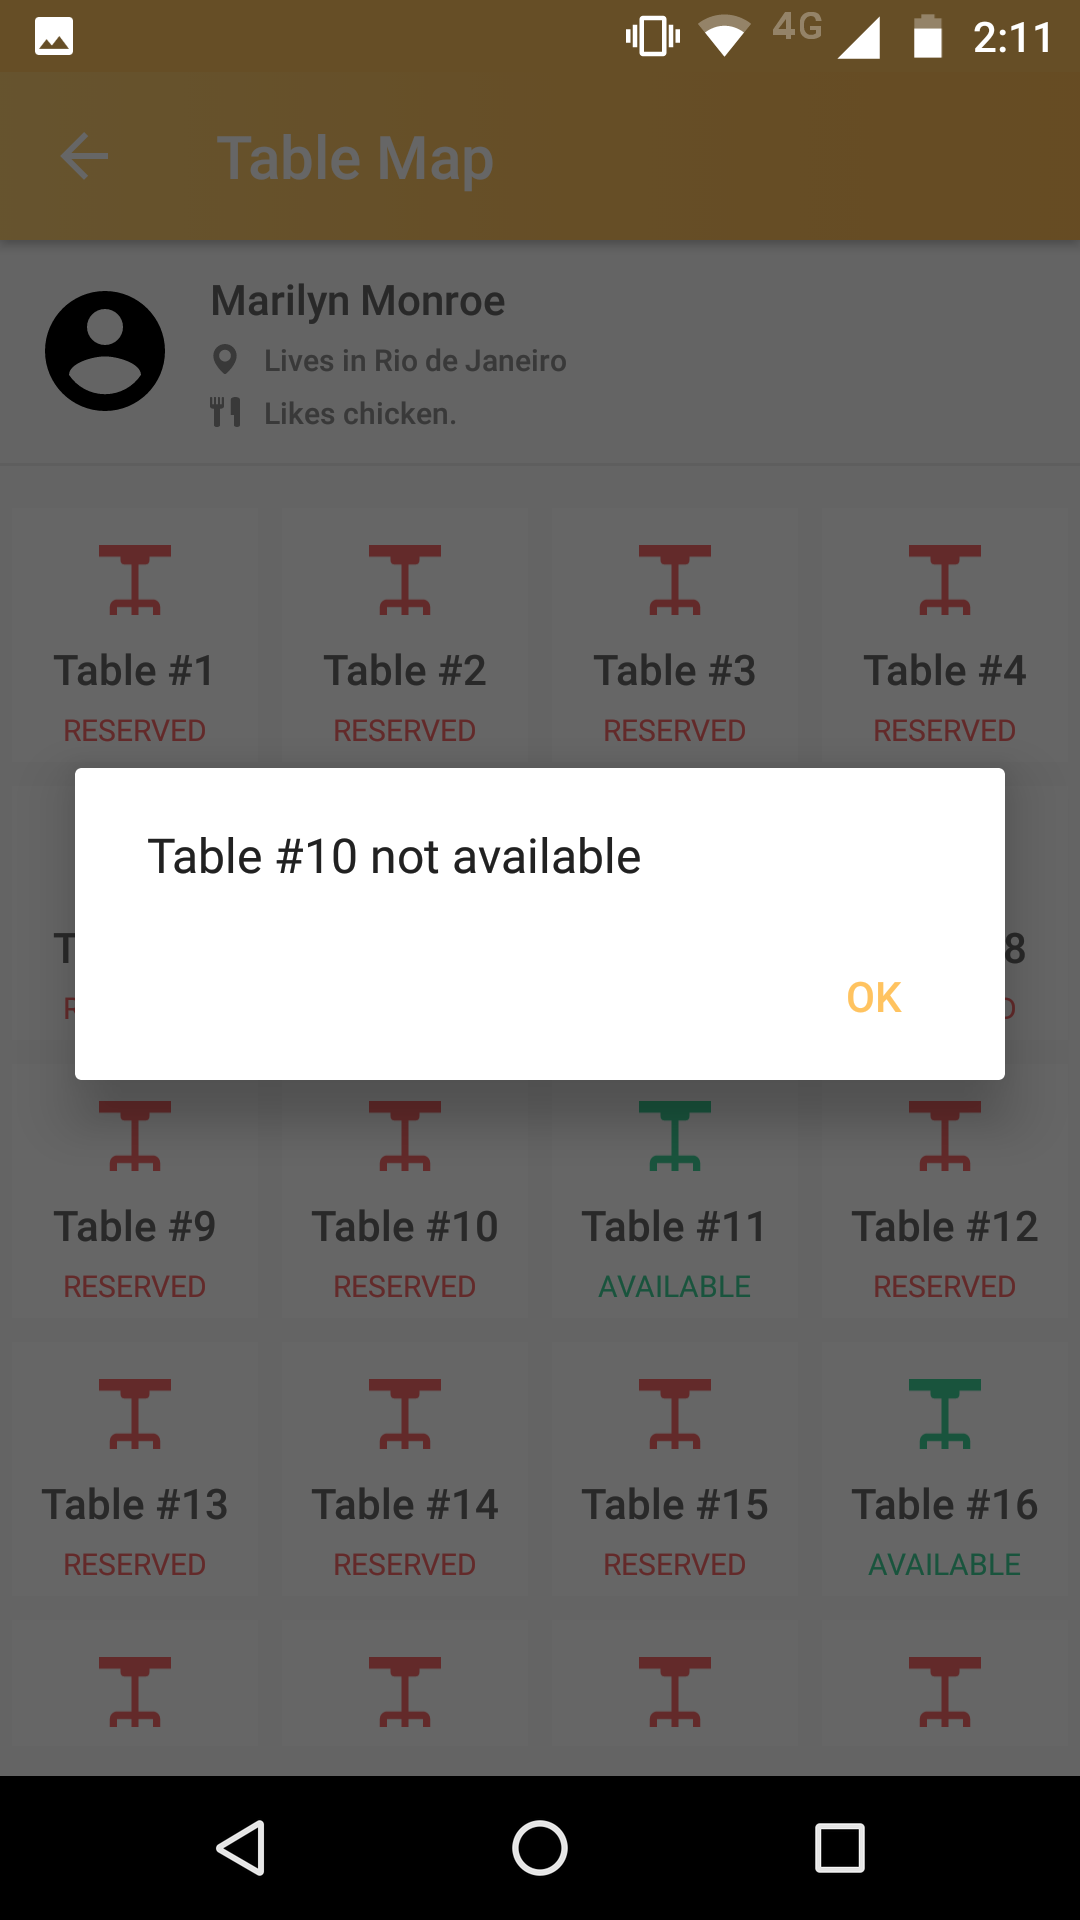 4G 2:11
Table Map
Marilyn Monroe
Lives in Rio de Janeiro
Likes chicken.
Table #1 Table #2 Table #3 Table #4
RESERVED RESERVED RESERVED RESERVED
Table #10 not available
OK
Table #9 Table #10 Table #11 Table #12
RESERVED RESERVED AVAILABLE RESERVED
Table #13 Table #14 Table #15 Table #16
RESERVED RESERVED RESERVED AVAILABLE